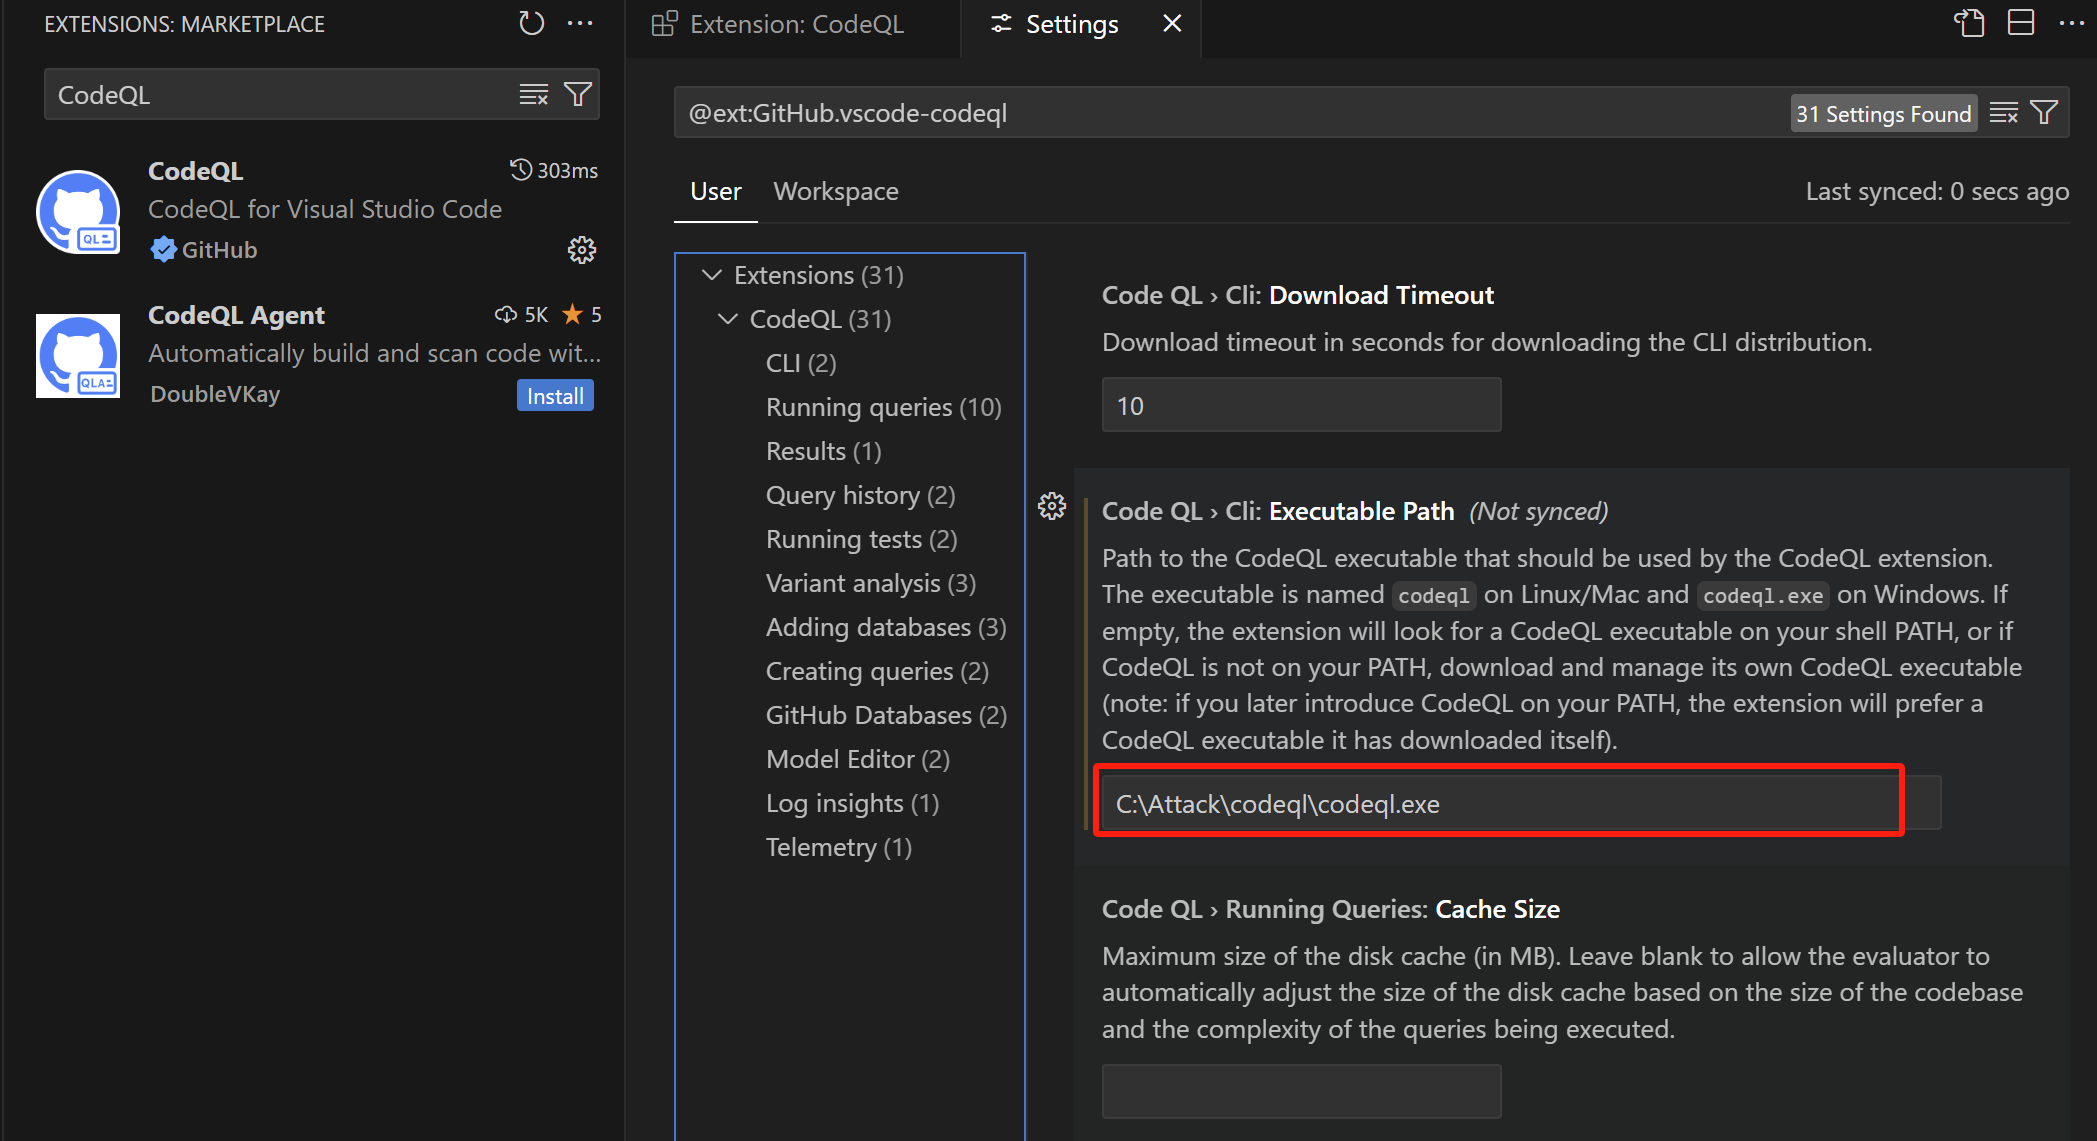 EXTENSIONS: MARKETPLACE
CodeQL
CodeQL
303ms
CodeQL for Visual Studio Code
GitHub
CodeQL Agent
5K
5
Automatically build and scan code wit...
DoubleVKay
Install
Extension: CodeQL
Settings
@ext:GitHub.vscode-codeql
31 Settings Found
User
Workspace
Last synced: 0 secs ago
Extensions (31)
CodeQL (31)
CLI (2)
Running queries (10)
Results (1)
Query history (2)
Running tests (2)
Variant analysis (3)
Adding databases (3)
Creating queries (2)
GitHub Databases (2)
Model Editor (2)
Log insights (1)
Telemetry (1)
Code QL › Cli: Download Timeout
Download timeout in seconds for downloading the CLI distribution.
10
Code QL › Cli: Executable Path (Not synced)
Path to the CodeQL executable that should be used by the CodeQL extension.
The executable is named codeql on Linux/Mac and codeql.exe on Windows. If
empty, the extension will look for a CodeQL executable on your shell PATH, or if
CodeQL is not on your PATH, download and manage its own CodeQL executable
(note: if you later introduce CodeQL on your PATH, the extension will prefer a
CodeQL executable it has downloaded itself).
C:\Attack\codeql\codeql.exe
Code QL › Running Queries: Cache Size
Maximum size of the disk cache (in MB). Leave blank to allow the evaluator to
automatically adjust the size of the disk cache based on the size of the codebase
and the complexity of the queries being executed.
QL
QLA